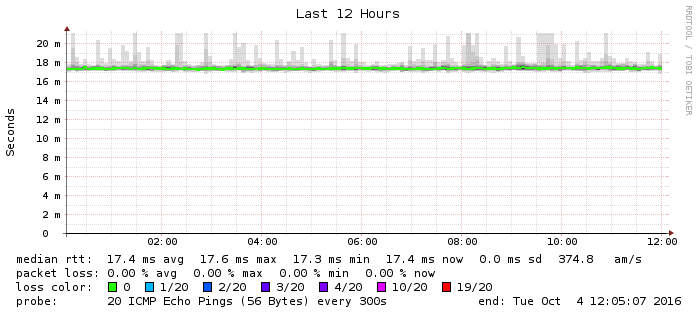 Last 12 Hours
RRDTOOL / TOBI OETIKER
Seconds
20 m
18 m
16 m
14 m
12 m
10 m
8 m
6 m
4 m
2 m
0
02:00 04:00 06:00 08:00 10:00 12:00
median rtt: 17.4 ms avg 17.6 ms max 17.3 ms min 17.4 ms now 0.0 ms sd 374.8 am/s
packet loss: 0.00 % avg 0.00 % max 0.00 % min 0.00 % now
loss color: 0 1/20 2/20 3/20 4/20 10/20 19/20
probe: 20 ICMP Echo Pings (56 Bytes) every 300s end: Tue Oct 4 12:05:07 2016